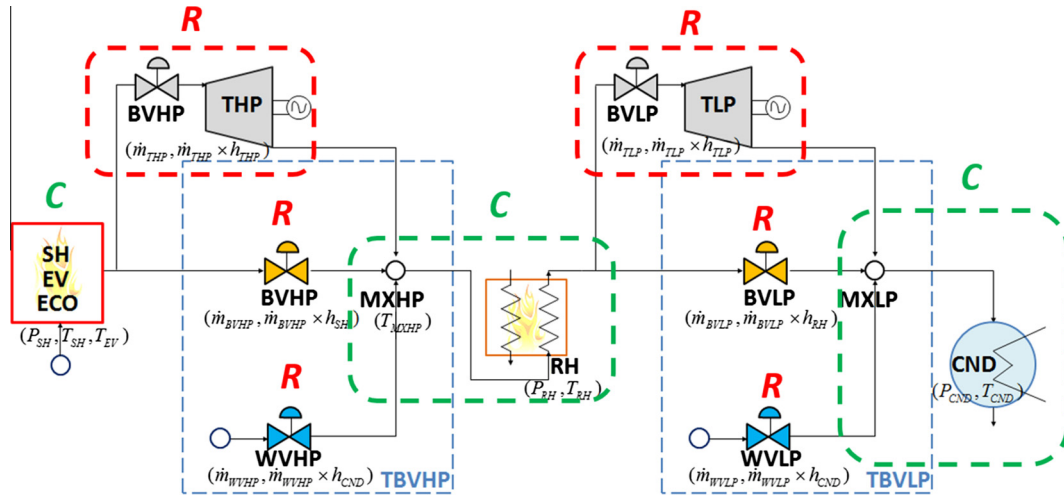 R
R
BVHP
THP
BVLP
TLP
(ṁ_THP, ṁ_THP × h_THP)
(ṁ_TLP, ṁ_TLP × h_TLP)
C
C
C
R
R
SH
EV
ECO
BVHP
MXHP
BVLP
MXLP
(ṁ_BVHP, ṁ_BVHP × h_SH)
(T_MXHP)
(ṁ_BVLP, ṁ_BVLP × h_RH)
(P_SH, T_SH, T_EV)
RH
CND
(P_RH, T_RH)
(P_CND, T_CND)
R
R
WVHP
WVLP
(ṁ_WVHP, ṁ_WVHP × h_CND)
TBVHP
(ṁ_WVLP, ṁ_WVLP × h_CND)
TBVLP